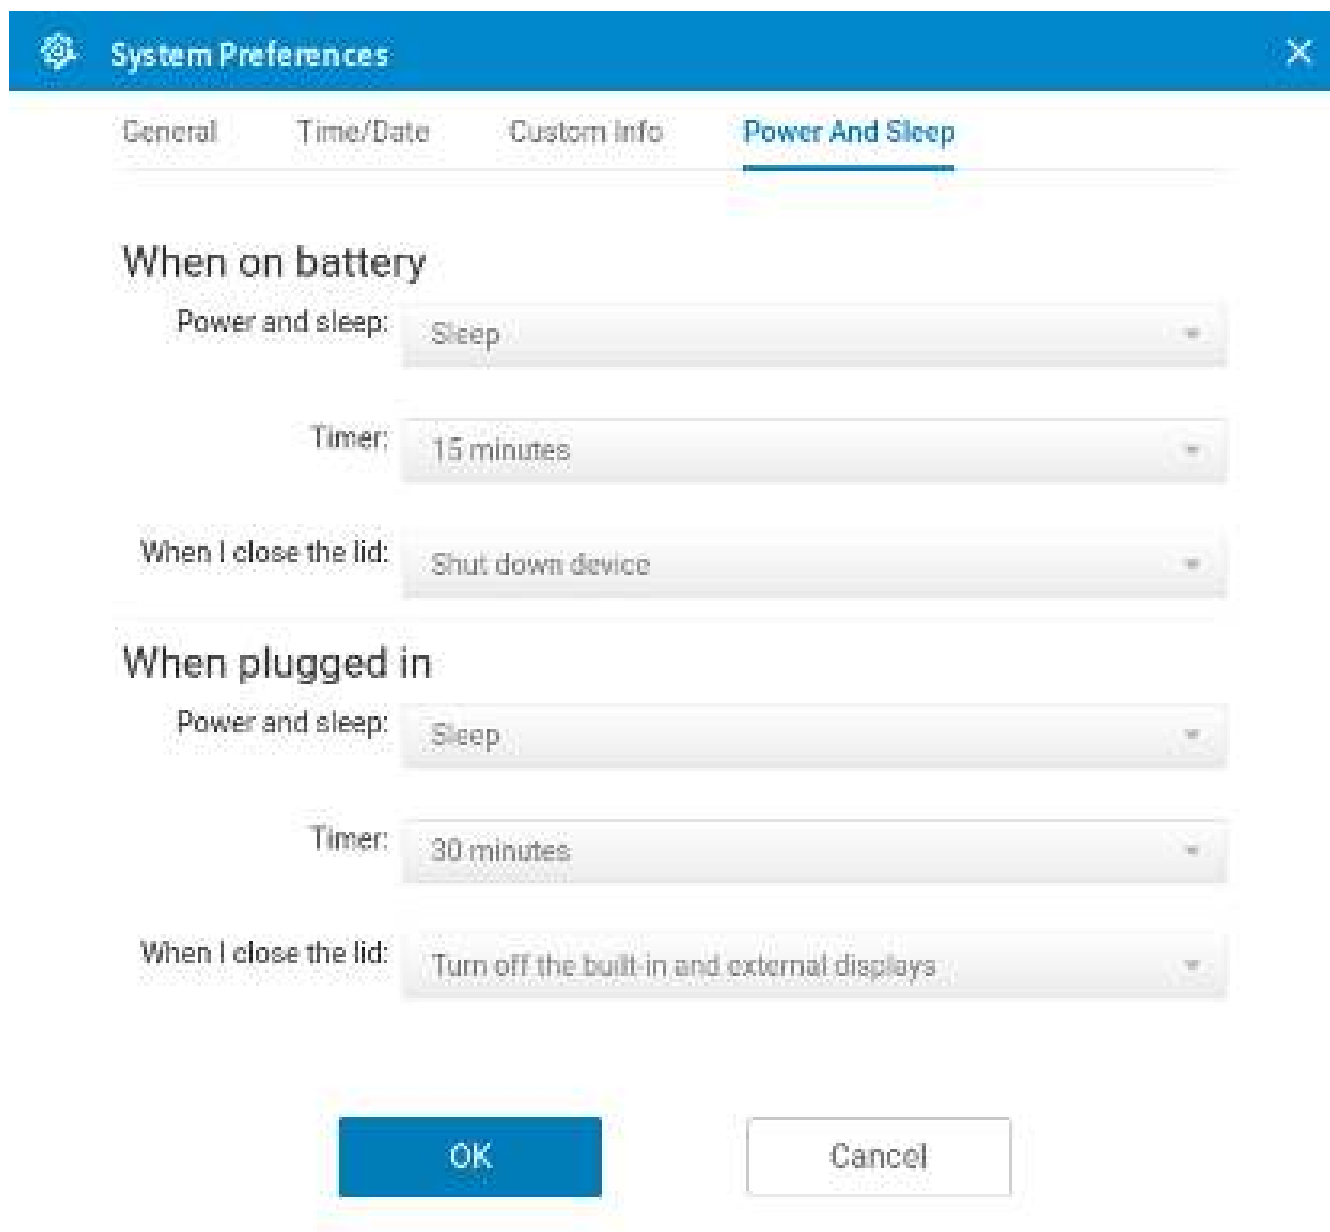 System Preferences
General Time/Date Custom Info Power And Sleep
When on battery
Power and sleep: Sleep
Timer: 15 minutes
When I close the lid: Shut down device
When plugged in
Power and sleep: Sleep
Timer: 30 minutes
When I close the lid: Turn off the built-in and external displays
OK Cancel